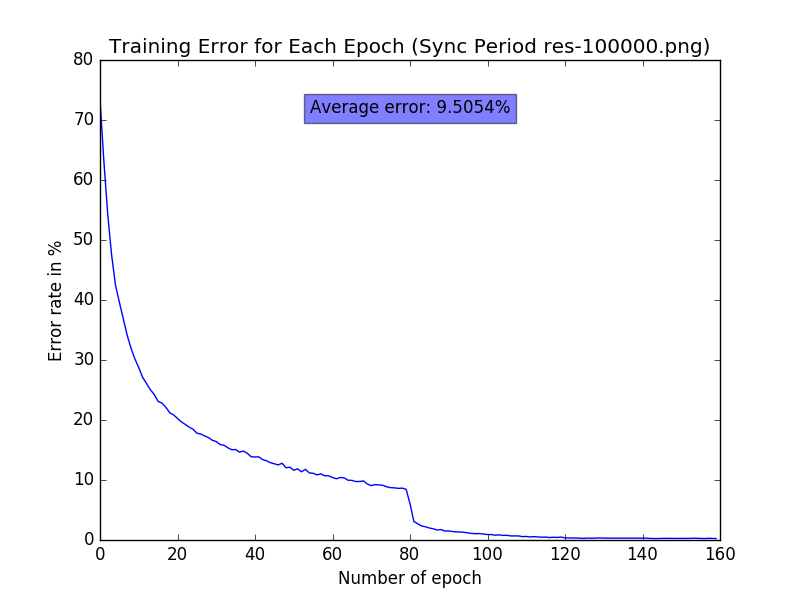 Training Error for Each Epoch (Sync Period res-100000.png)
80
Average error: 9.5054%
70
60
50
40
30
20
10
0
Error rate in %
0 20 40 60 80 100 120 140 160
Number of epoch